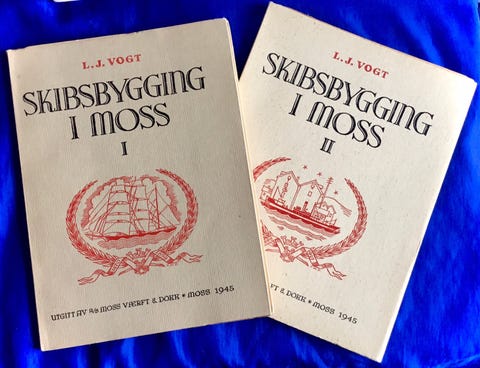 L.J. VOGT
SKIBSBYGGING
I MOSS
I
UTGITT AV A/S MOSS VÆRFT & DOKK * MOSS 1945
L.J. VOGT
SKIBSBYGGING
I MOSS
II
FT & DOKK * MOSS 1945